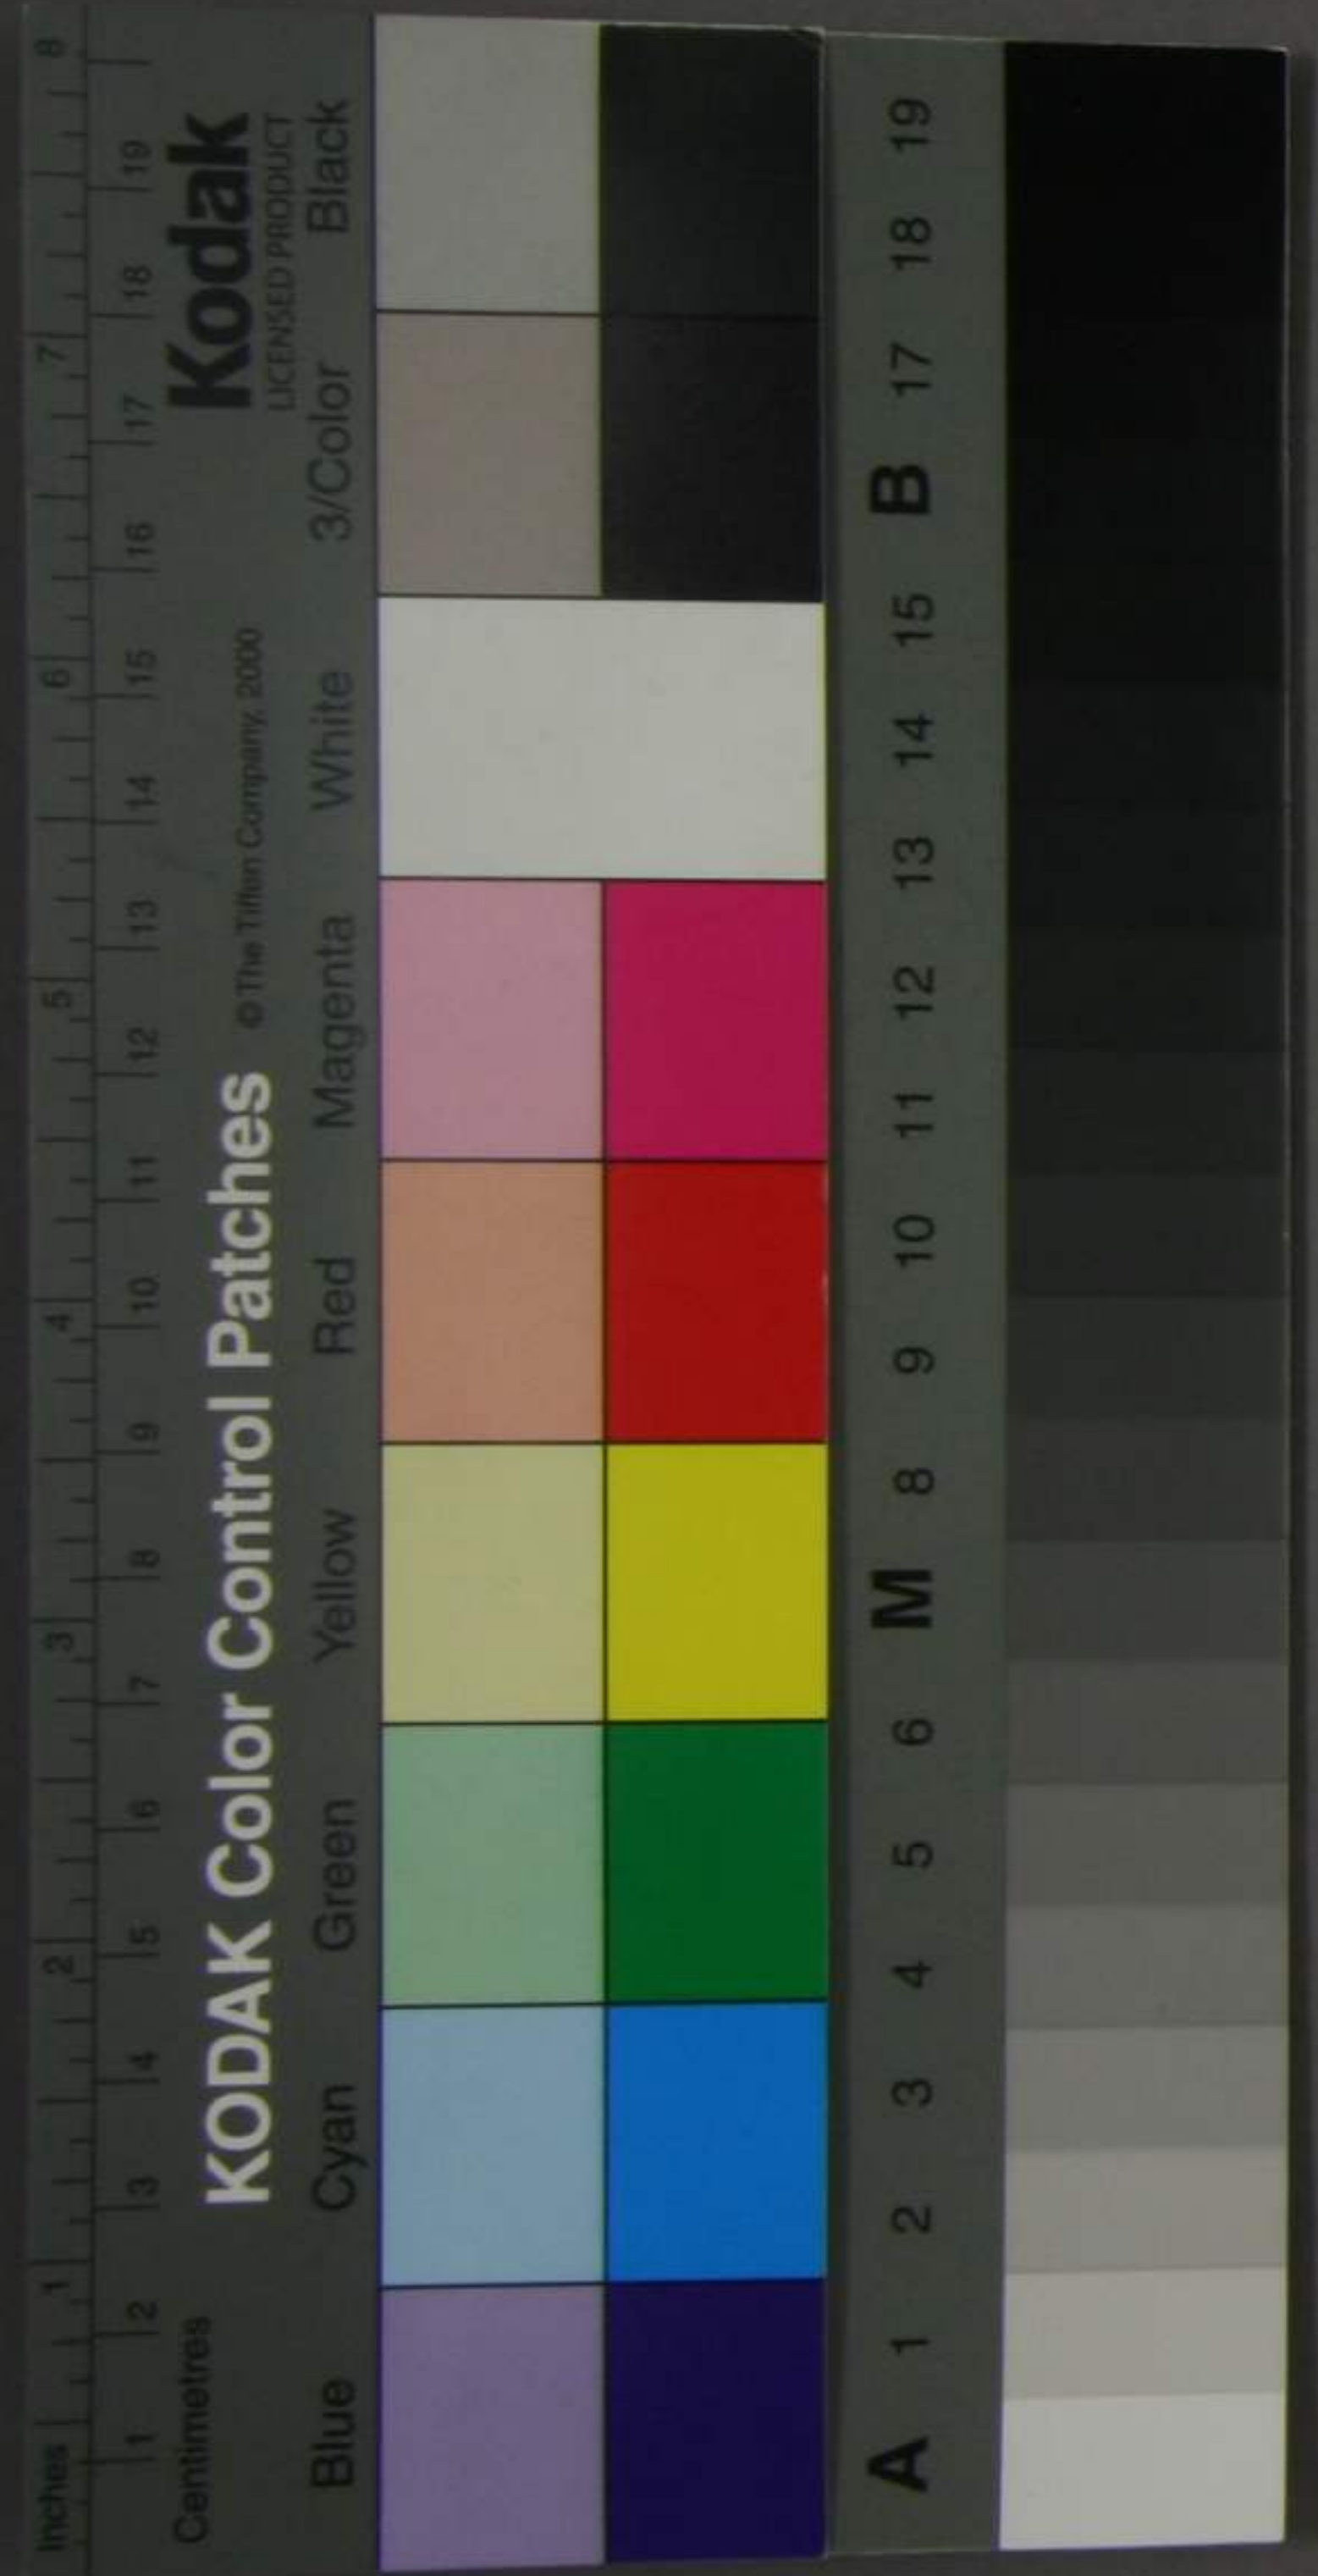 Inches 1 2 3 4 5 6 7 8
Centimetres 1 2 3 4 5 6 7 8 9 10 11 12 13 14 15 16 17 18 19
KODAK Color Control Patches © The Tiffen Company, 2000 Kodak
LICENSED PRODUCT
Blue Cyan Green Yellow Red Magenta White 3/Color Black
A 1 2 3 4 5 6 M 8 9 10 11 12 13 14 15 B 17 18 19